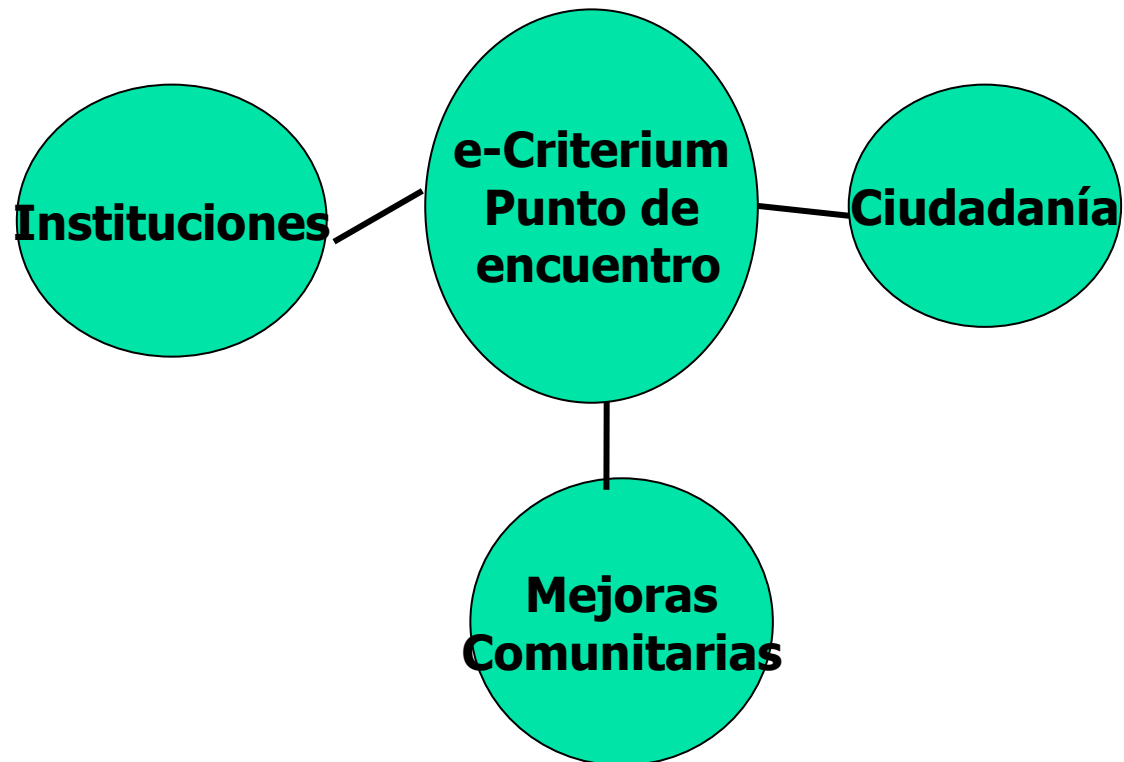 e-Criterium
Punto de
encuentro
Instituciones
Ciudadanía
Mejoras
Comunitarias